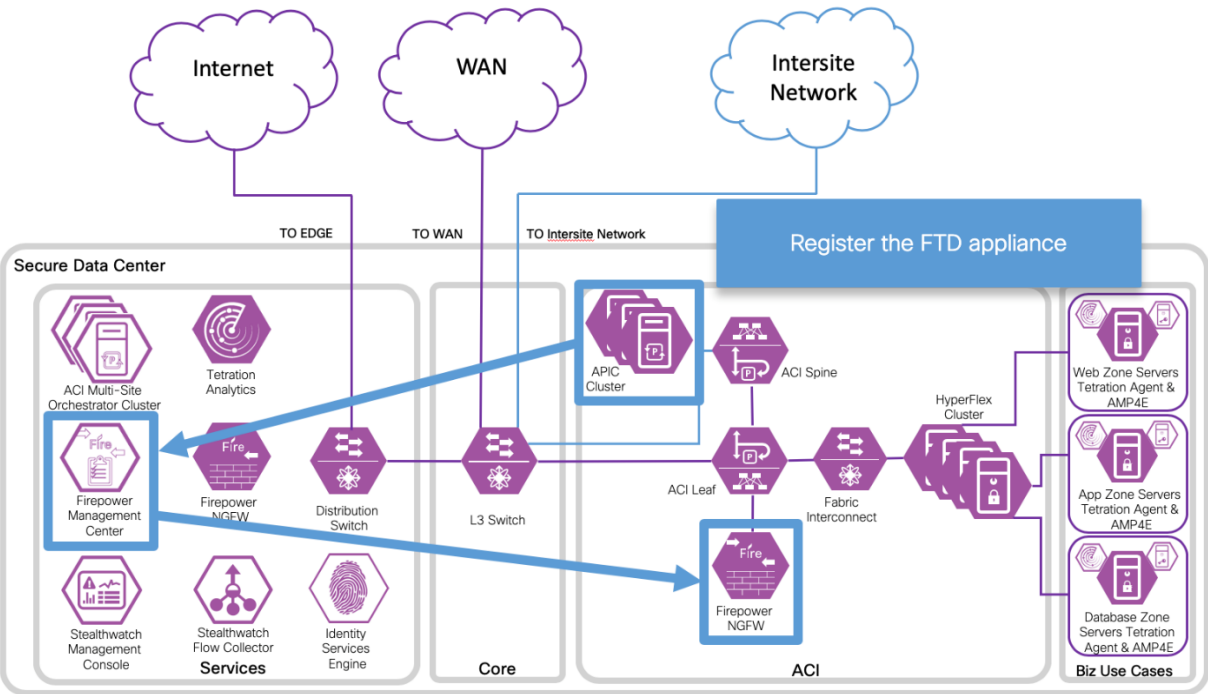 Internet
WAN
Intersite
Network
TO EDGE
TO WAN
TO Intersite Network
Register the FTD appliance
Secure Data Center
ACI Multi-Site
Orchestrator Cluster
Tetration
Analytics
Fire
Firepower
Management
Center
Fire
Firepower
NGFW
Distribution
Switch
Stealthwatch
Management
Console
Stealthwatch
Flow Collector
Identity
Services
Engine
Services
L3 Switch
Core
P
APIC
Cluster
P
ACI Spine
P
ACI Leaf
Fabric
Interconnect
HyperFlex
Cluster
Fire
Firepower
NGFW
ACI
Web Zone Servers
Tetration Agent &
AMP4E
App Zone Servers
Tetration Agent &
AMP4E
Database Zone
Servers Tetration
Agent & AMP4E
Biz Use Cases
P